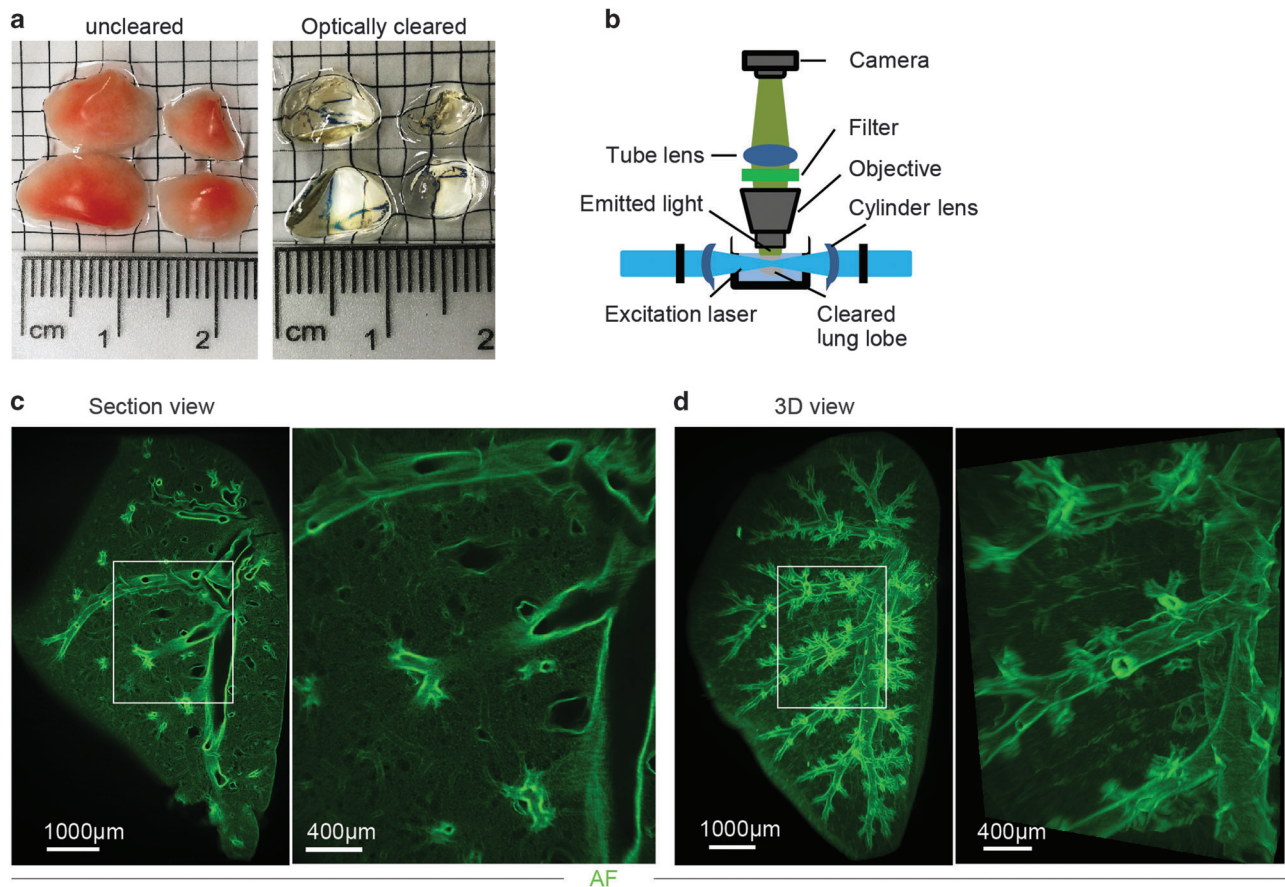 a
uncleared
Optically cleared
cm 1 2
cm 1 2
b
Camera
Filter
Tube lens
Objective
Emitted light
Cylinder lens
Excitation laser
Cleared
lung lobe
c
Section view
1000µm
400µm
d
3D view
1000µm
400µm
AF